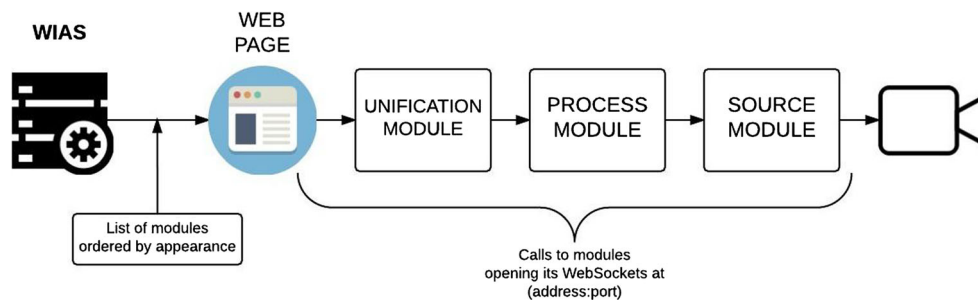 WIAS
WEB
PAGE
UNIFICATION
MODULE
PROCESS
MODULE
SOURCE
MODULE
List of modules
ordered by appearance
Calls to modules
opening its WebSockets at
(address:port)